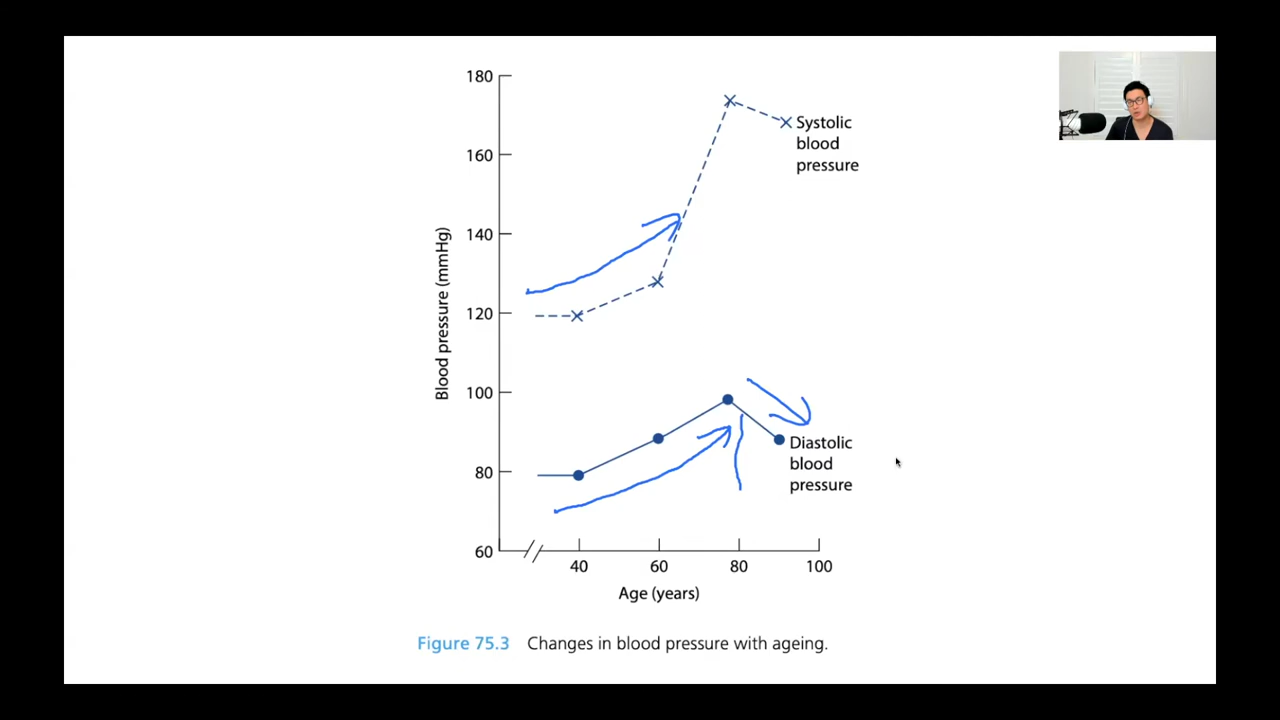 180
160
140
120
100
80
60
Blood pressure (mmHg)
Systolic
blood
pressure
Diastolic
blood
pressure
40 60 80 100
Age (years)
Figure 75.3 Changes in blood pressure with ageing.